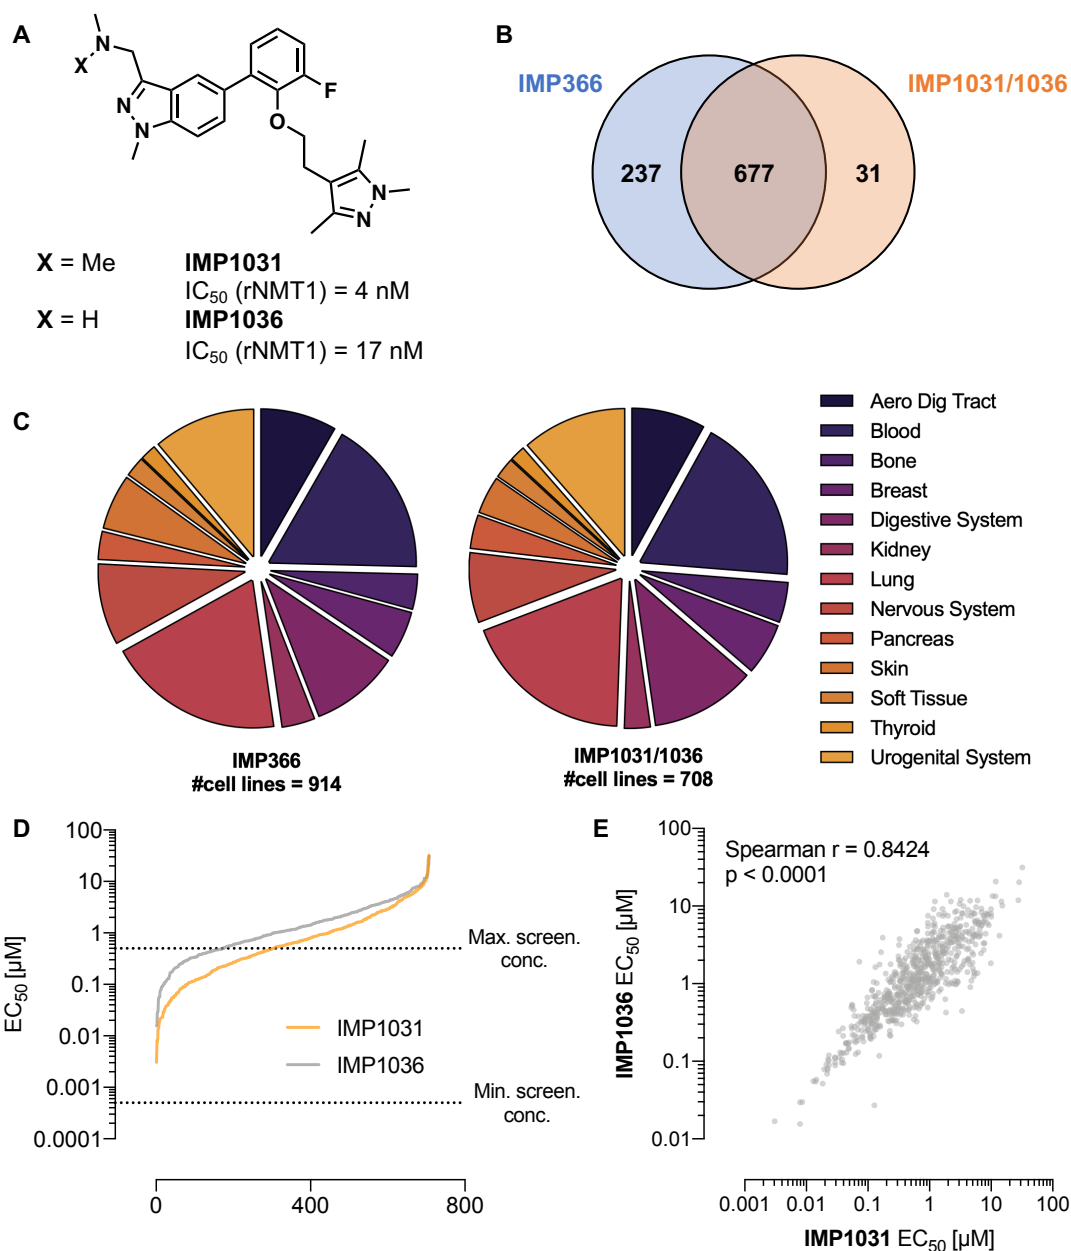 A
N
X
N
N
F
O
N
N
X = Me
IMP1031
IC50 (rNMT1) = 4 nM
X = H
IMP1036
IC50 (rNMT1) = 17 nM
B
IMP366
IMP1031/1036
237
677
31
C
IMP366
#cell lines = 914
IMP1031/1036
#cell lines = 708
Aero Dig Tract
Blood
Bone
Breast
Digestive System
Kidney
Lung
Nervous System
Pancreas
Skin
Soft Tissue
Thyroid
Urogenital System
D
EC50 [µM]
100
10
1
0.1
0.01
0.001
0.0001
Max. screen.
conc.
IMP1031
IMP1036
Min. screen.
conc.
0
400
800
E
Spearman r = 0.8424
p < 0.0001
IMP1036 EC50 [µM]
100
10
1
0.1
0.01
0.001
0.01
0.1
1
10
100
IMP1031 EC50 [µM]